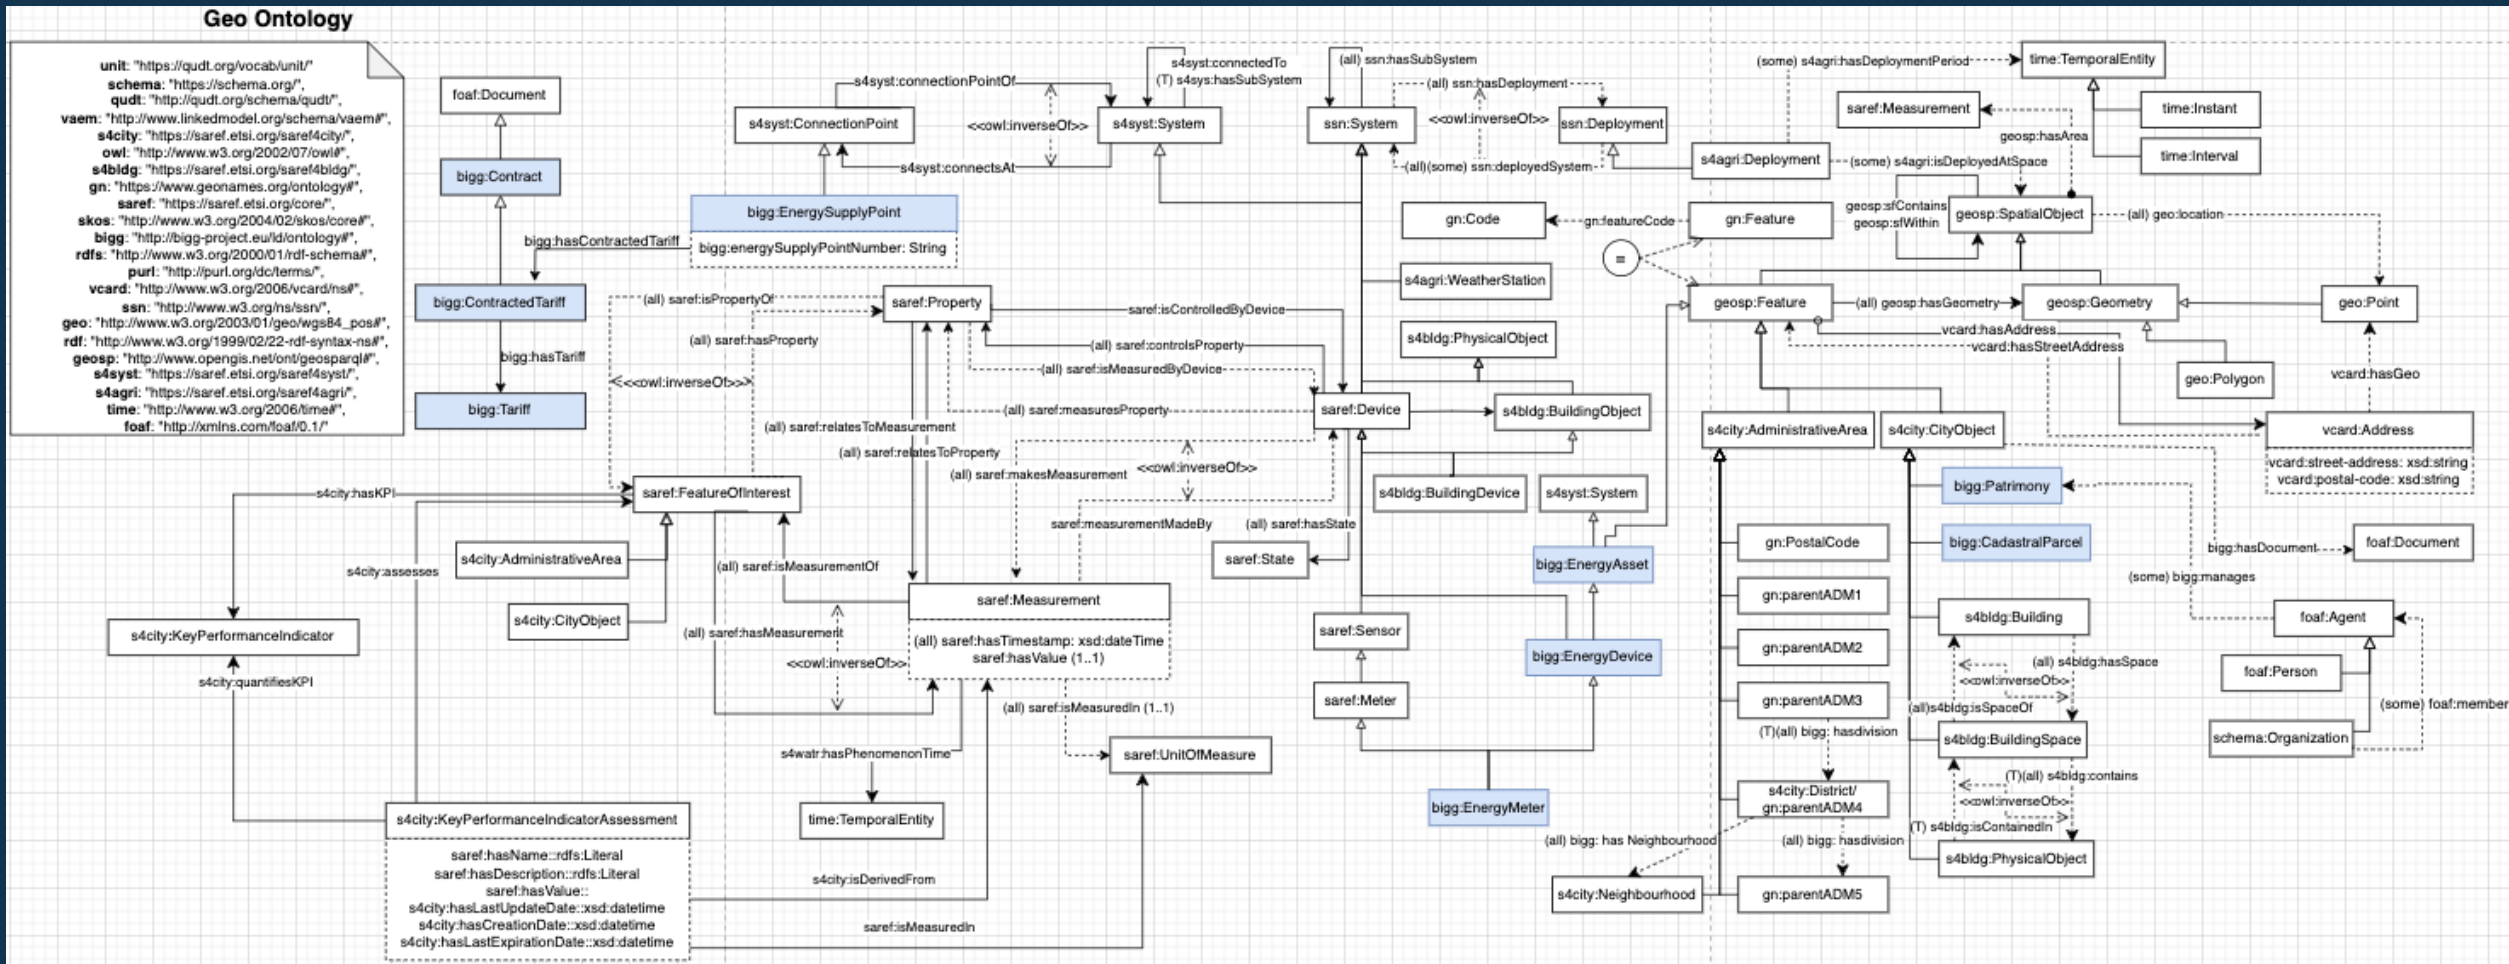 Geo Ontology
unit: "https://qudt.org/vocab/unit/"
schema: "https://schema.org/",
qudt: "http://qudt.org/schema/qudt/",
vaem: "http://www.linkedmodel.org/schema/vaem#",
s4city: "https://saref.etsi.org/saref4city/",
owl: "http://www.w3.org/2002/07/owl#",
s4bldg: "https://saref.etsi.org/saref4bldg/",
gn: "https://www.geonames.org/ontology#",
saref: "https://saref.etsi.org/core/",
skos: "http://www.w3.org/2004/02/skos/core#",
bigg: "http://bigg-project.eu/ld/ontology#",
rdfs: "http://www.w3.org/2000/01/rdf-schema#",
purl: "http://purl.org/dc/terms/",
vcard: "http://www.w3.org/2006/vcard/ns#",
ssn: "http://www.w3.org/ns/ssn/",
geo: "http://www.w3.org/2003/01/geo/wgs84_pos#",
rdf: "http://www.w3.org/1999/02/22-rdf-syntax-ns#",
geosp: "http://www.opengis.net/ont/geosparql#",
s4syst: "https://saref.etsi.org/saref4syst/",
s4agri: "https://saref.etsi.org/saref4agri/",
time: "http://www.w3.org/2006/time#",
foaf: "http://xmlns.com/foaf/0.1/"
foaf:Document
bigg:Contract
bigg:ContractedTariff
bigg:hasTariff
bigg:Tariff
bigg:hasContractedTariff
s4syst:connectionPointOf
s4syst:ConnectionPoint
<<owl:inverseOf>>
s4syst:connectsAt
s4syst:System
s4syst:connectedTo
(T) s4sys:hasSubSystem
bigg:EnergySupplyPoint
bigg:energySupplyPointNumber: String
(all) ssn:hasSubSystem
ssn:System
(all) ssn:hasDeployment
<<owl:inverseOf>>
(all)(some) ssn:deployedSystem
ssn:Deployment
s4agri:Deployment
(some) s4agri:hasDeploymentPeriod
time:TemporalEntity
saref:Measurement
time:Instant
geosp:hasArea
time:Interval
(some) s4agri:isDeployedAtSpace
geosp:sfContains
geosp:sfWithin
geosp:SpatialObject
(all) geo:location
gn:Code
gn:featureCode
gn:Feature
=
s4agri:WeatherStation
geosp:Feature
(all) geosp:hasGeometry
geosp:Geometry
geo:Point
vcard:hasAddress
vcard:hasStreetAddress
geo:Polygon
vcard:hasGeo
vcard:Address
vcard:street-address: xsd:string
vcard:postal-code: xsd:string
(all) saref:isPropertyOf
saref:Property
(all) saref:hasProperty
<<owl:inverseOf>>
saref:isControlledByDevice
(all) saref:controlsProperty
(all) saref:isMeasuredByDevice
(all) saref:measuresProperty
(all) saref:relatesToMeasurement
(all) saref:relatesToProperty
(all) saref:makesMeasurement
<<owl:inverseOf>>
saref:measurementMadeBy
s4bldg:PhysicalObject
saref:Device
s4bldg:BuildingObject
s4bldg:BuildingDevice
s4syst:System
(all) saref:hasState
saref:State
bigg:EnergyAsset
bigg:EnergyDevice
saref:Sensor
saref:Meter
bigg:EnergyMeter
s4city:hasKPI
saref:FeatureOfInterest
s4city:AdministrativeArea
s4city:CityObject
s4city:assesses
s4city:KeyPerformanceIndicator
s4city:quantifiesKPI
(all) saref:isMeasurementOf
(all) saref:hasMeasurement
<<owl:inverseOf>>
saref:Measurement
(all) saref:hasTimestamp: xsd:dateTime
saref:hasValue (1..1)
(all) saref:isMeasuredIn (1..1)
saref:UnitOfMeasure
s4watr:hasPhenomenonTime
time:TemporalEntity
s4city:KeyPerformanceIndicatorAssessment
saref:hasName::rdfs:Literal
saref:hasDescription::rdfs:Literal
saref:hasValue::
s4city:hasLastUpdateDate::xsd:datetime
s4city:hasCreationDate::xsd:datetime
s4city:hasLastExpirationDate::xsd:datetime
s4city:isDerivedFrom
saref:isMeasuredIn
s4city:AdministrativeArea
s4city:CityObject
gn:PostalCode
gn:parentADM1
gn:parentADM2
gn:parentADM3
(T)(all) bigg: hasdivision
s4city:District/
gn:parentADM4
(all) bigg: has Neighbourhood
(all) bigg: hasdivision
s4city:Neighbourhood
gn:parentADM5
bigg:Patrimony
bigg:CadastralParcel
bigg:hasDocument
foaf:Document
(some) bigg:manages
s4bldg:Building
(all) s4bldg:hasSpace
<<owl:inverseOf>>
(all)s4bldg:isSpaceOf
s4bldg:BuildingSpace
(T)(all) s4bldg:contains
<<owl:inverseOf>>
(T) s4bldg:isContainedIn
s4bldg:PhysicalObject
foaf:Agent
foaf:Person
(some) foaf:member
schema:Organization